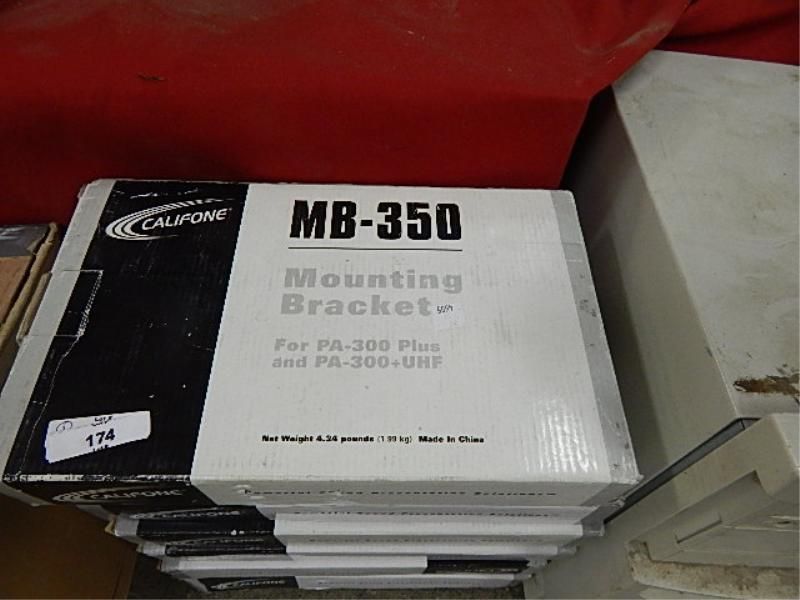 CALIFONE
MB-350
Mounting
Bracket
For PA-300 Plus
and PA-300+UHF
174
Net Weight 4.24 pounds (1.99 kg) Made In China
CALIFONE
CALIFONE